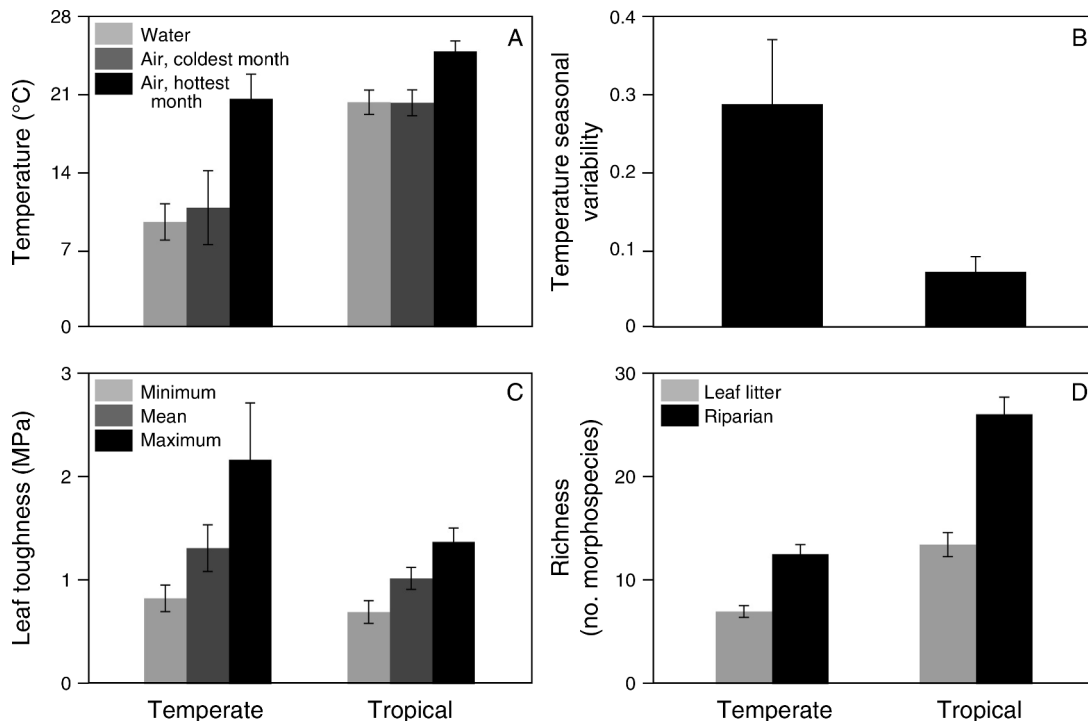 Temperature (°C)
28
21
14
7
0
Water
Air, coldest month
Air, hottest
month
A
Temperature seasonal
variability
0.4
0.3
0.2
0.1
0
B
Leaf toughness (MPa)
3
2
1
0
Minimum
Mean
Maximum
C
Temperate
Tropical
Richness
(no. morphospecies)
30
20
10
0
Leaf litter
Riparian
D
Temperate
Tropical